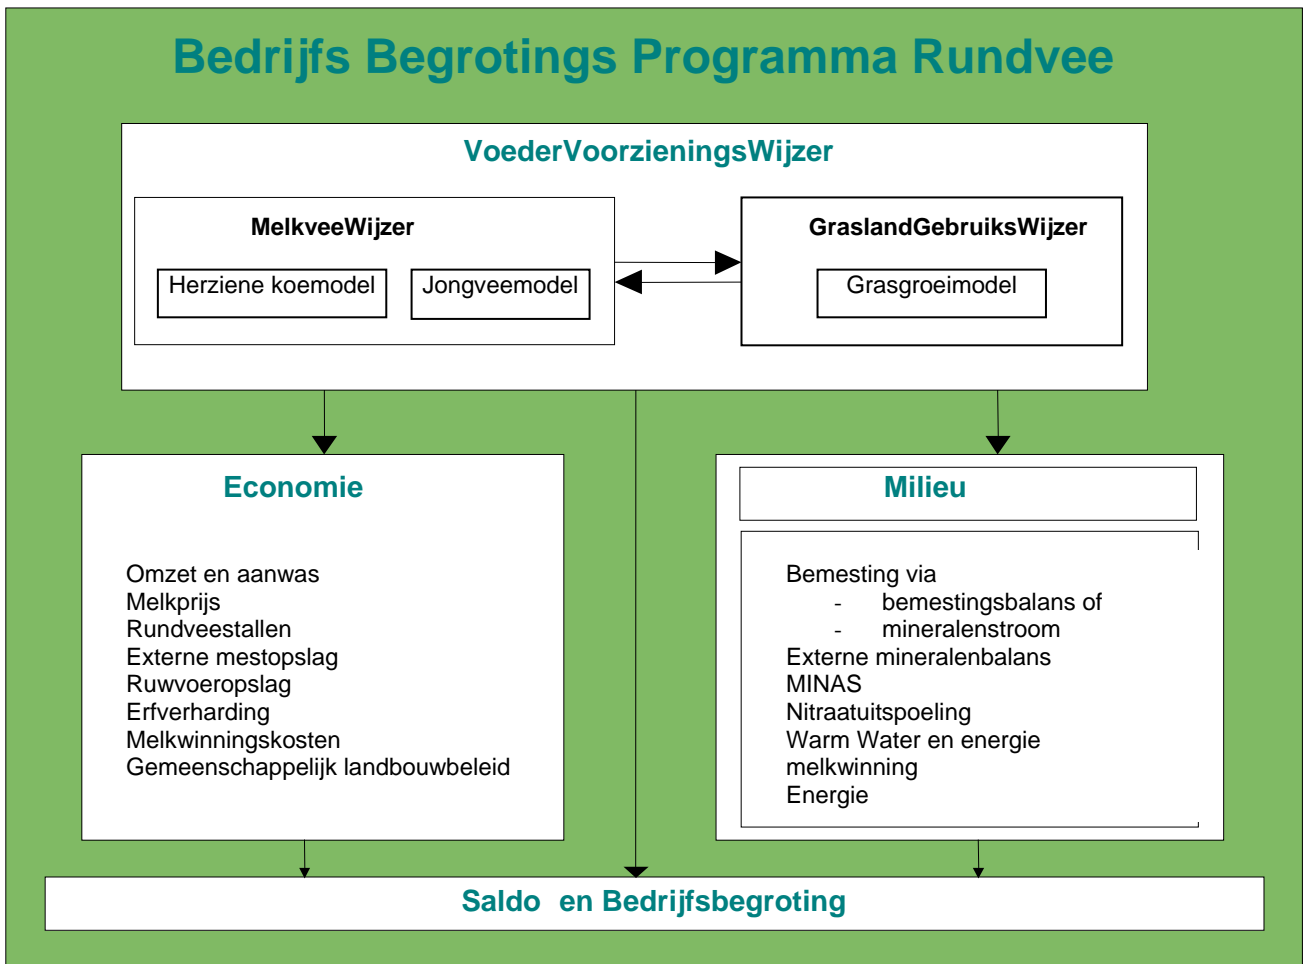 Bedrijfs Begrotings Programma Rundvee
VoederVoorzieningsWijzer
MelkveeWijzer
Herziene koemodel
Jongveemodel
GraslandGebruiksWijzer
Grasgroeimodel
Economie
Omzet en aanwas
Melkprijs
Rundveestallen
Externe mestopslag
Ruwvoeropslag
Erfverharding
Melkwinningskosten
Gemeenschappelijk landbouwbeleid
Milieu
Bemesting via
- bemestingsbalans of
- mineralenstroom
Externe mineralenbalans
MINAS
Nitraatuitspoeling
Warm Water en energie
melkwinning
Energie
Saldo en Bedrijfsbegroting